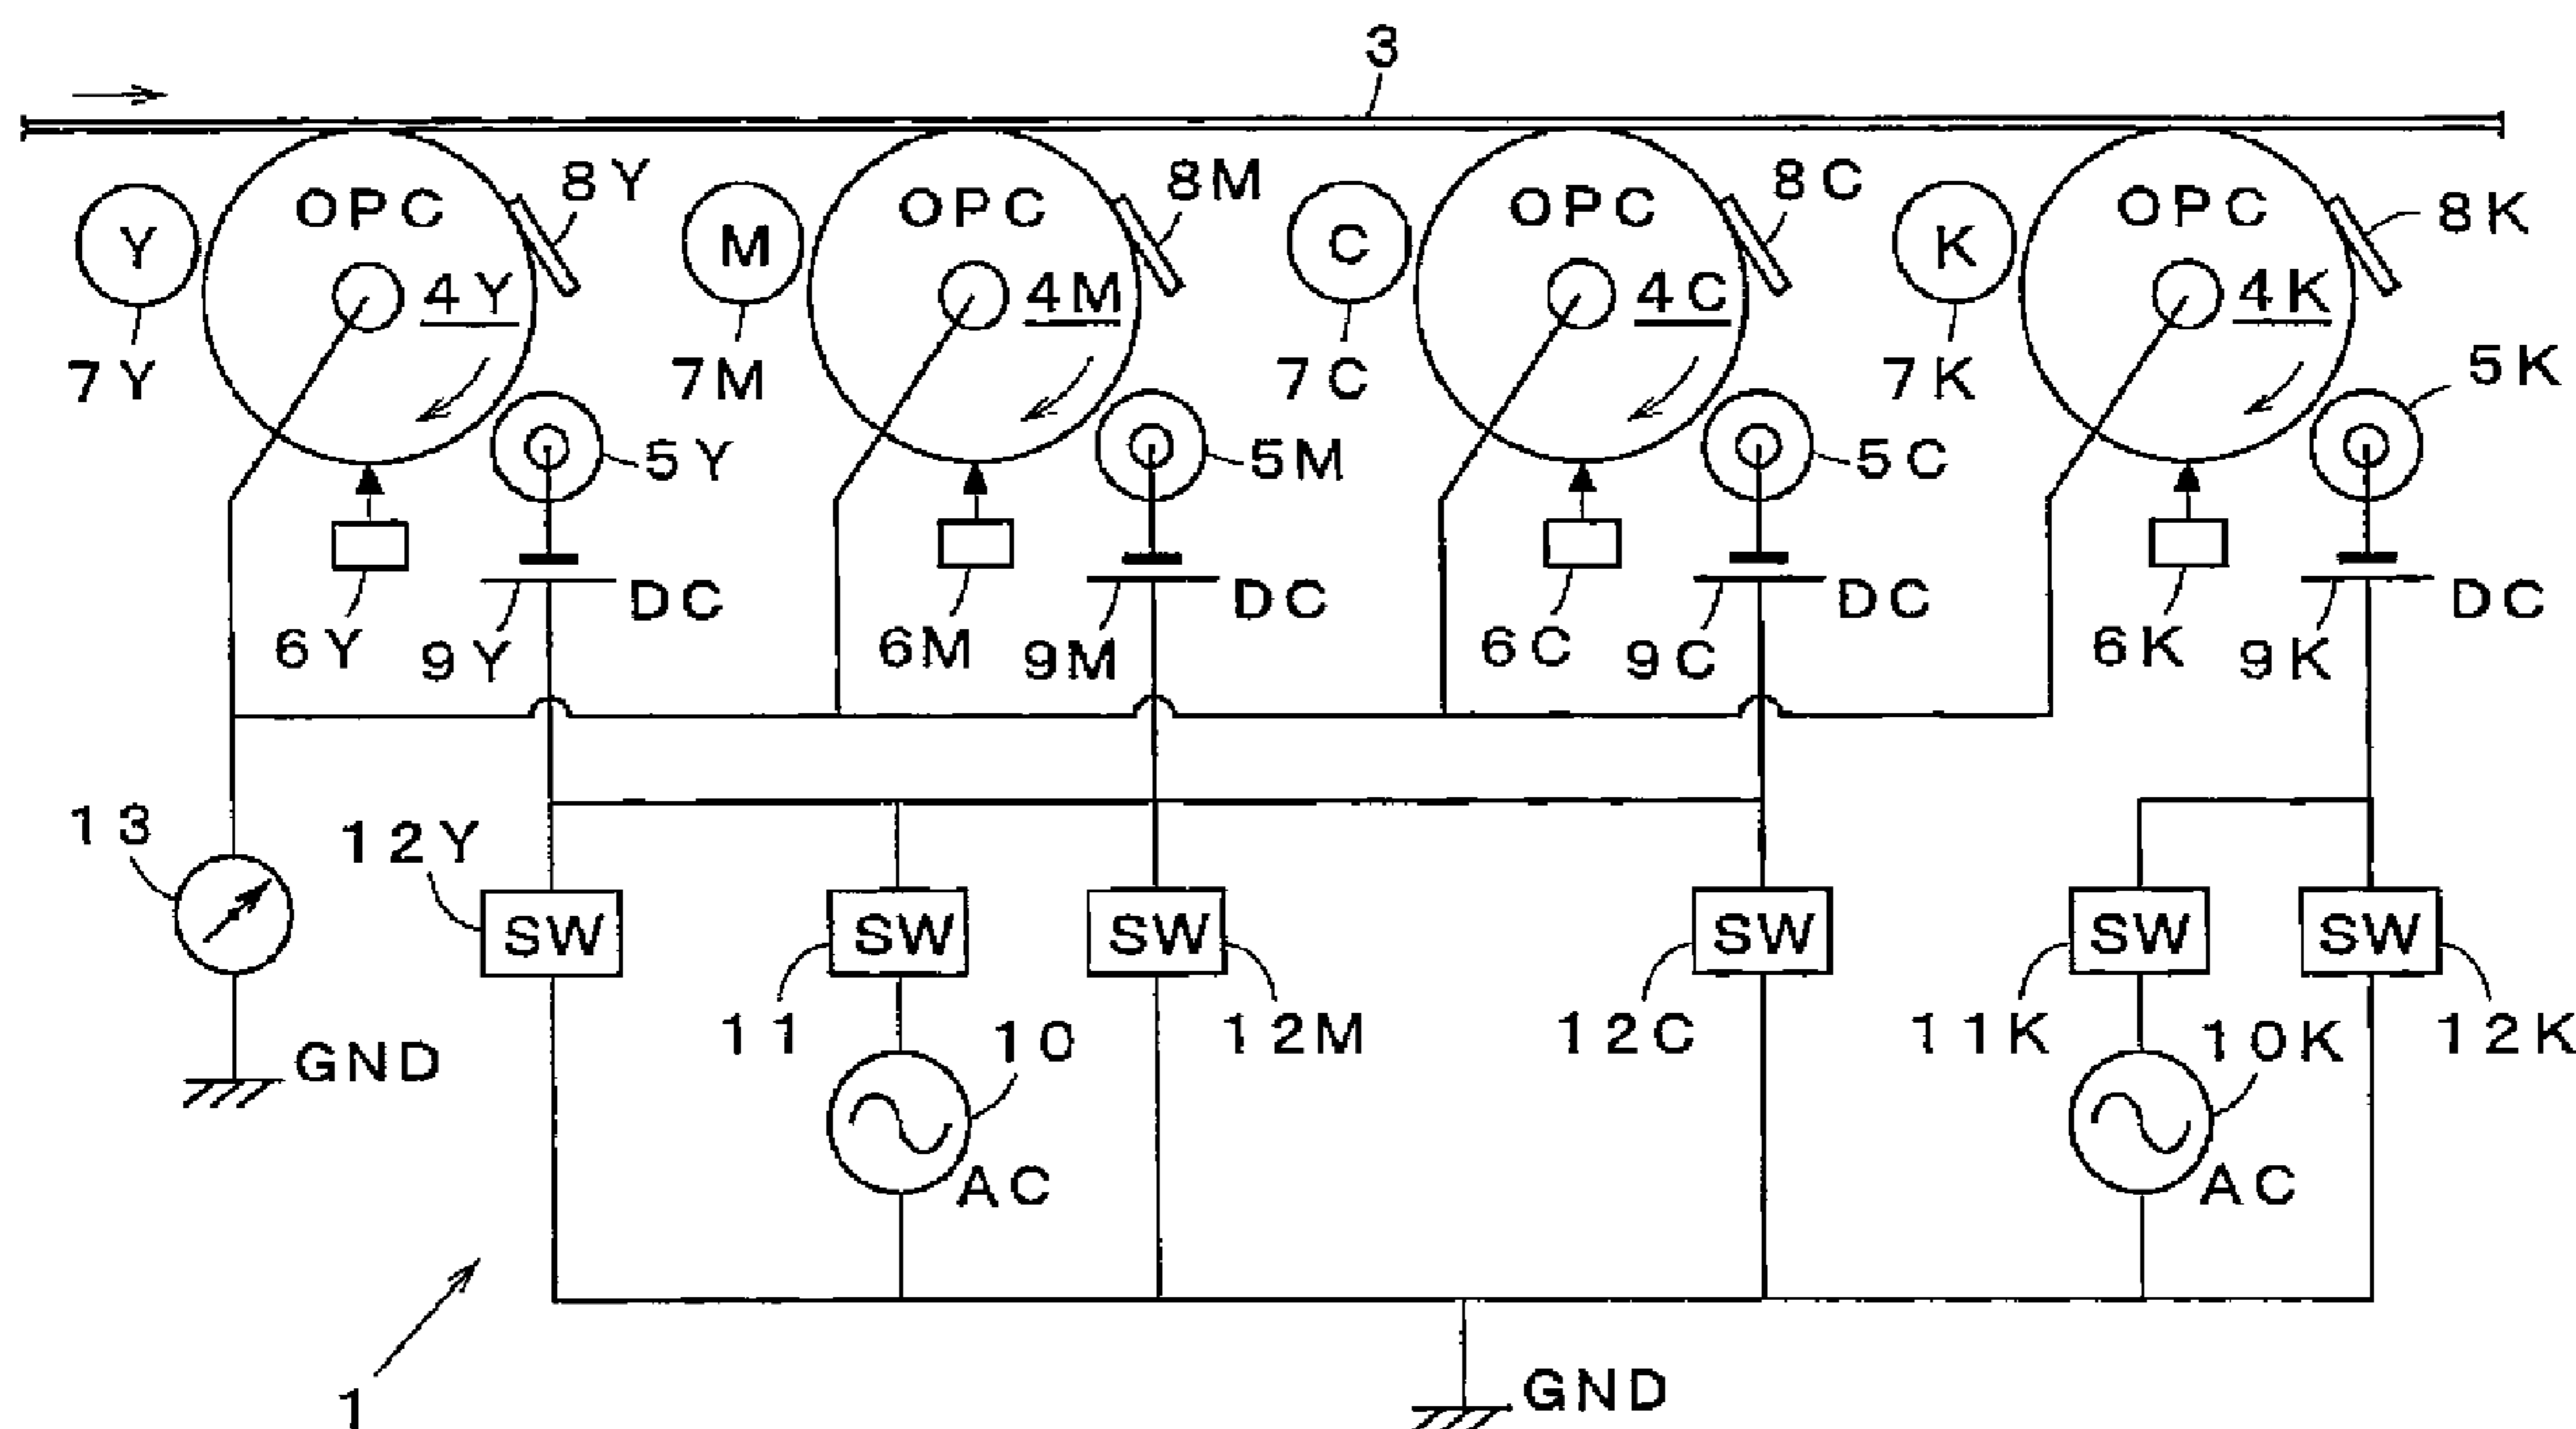 3
8Y 8M 8C 8K
OPC OPC OPC OPC
Y M C K
4Y 4M 4C 4K
7Y 7M 7C 7K
5Y 5M 5C 5K
DC DC DC DC
6Y 9Y 6M 9M 6C 9C 6K 9K
13 12Y
SW SW SW SW SW SW
11 10 12M 12C 11K 10K 12K
GND
AC AC
1
GND